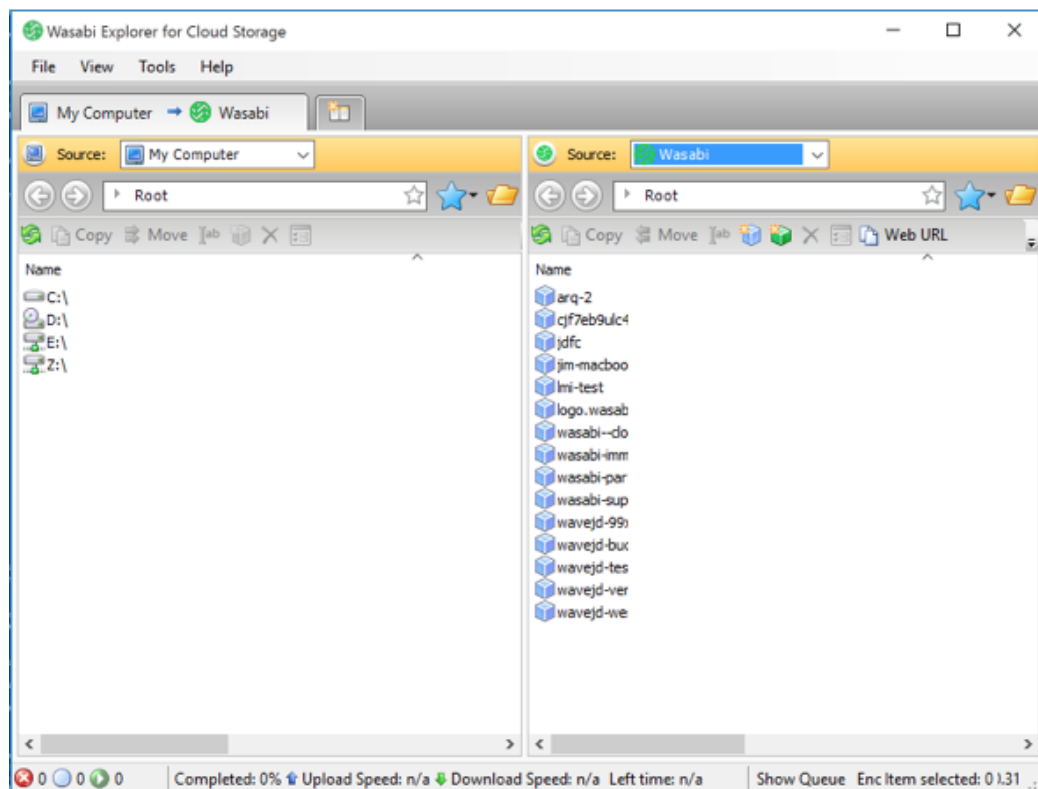 Wasabi Explorer for Cloud Storage
File View Tools Help
My Computer Wasabi
Source: My Computer
Root
Copy Move
Name
C:\
D:\
E:\
Z:\
Source: Wasabi
Root
Copy Move Web URL
Name
arq-2
cjf7eb9ulc4
jdfc
jim-macboo
lmi-test
logo.wasab
wasabi--do
wasabi-imm
wasabi-par
wasabi-sup
wavejd-99
wavejd-buc
wavejd-tes
wavejd-ver
wavejd-we
0 0 0 Completed: 0% Upload Speed: n/a Download Speed: n/a Left time: n/a Show Queue Enc Item selected: 0